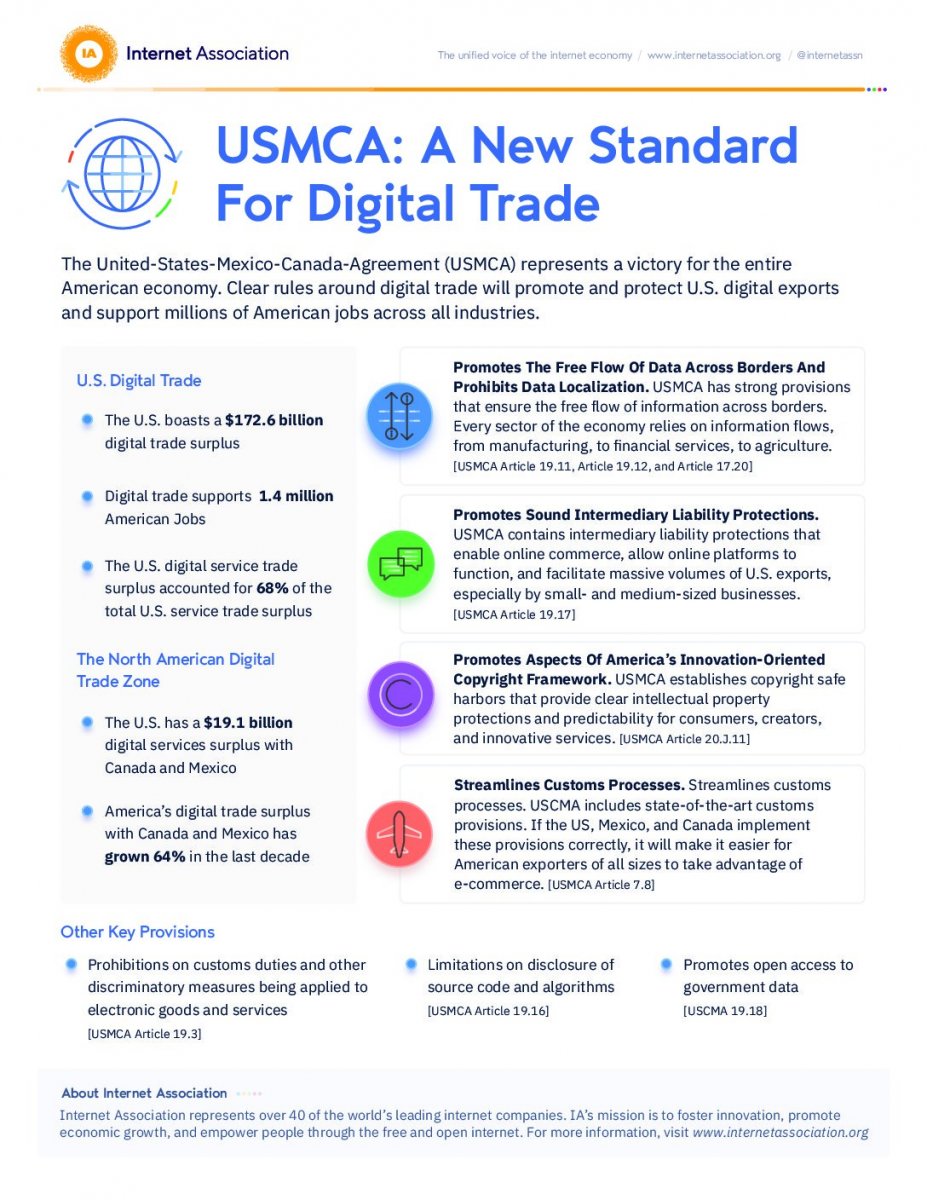 IA
Internet Association
The unified voice of the internet economy / www.internetassociation.org / @internetassn
USMCA: A New Standard
For Digital Trade
The United-States-Mexico-Canada-Agreement (USMCA) represents a victory for the entire
American economy. Clear rules around digital trade will promote and protect U.S. digital exports
and support millions of American jobs across all industries.
U.S. Digital Trade
The U.S. boasts a $172.6 billion
digital trade surplus
Digital trade supports 1.4 million
American Jobs
The U.S. digital service trade
surplus accounted for 68% of the
total U.S. service trade surplus
The North American Digital
Trade Zone
The U.S. has a $19.1 billion
digital services surplus with
Canada and Mexico
America's digital trade surplus
with Canada and Mexico has
grown 64% in the last decade
Promotes The Free Flow Of Data Across Borders And
Prohibits Data Localization. USMCA has strong provisions
that ensure the free flow of information across borders.
Every sector of the economy relies on information flows,
from manufacturing, to financial services, to agriculture.
[USMCA Article 19.11, Article 19.12, and Article 17.20]
Promotes Sound Intermediary Liability Protections.
USMCA contains intermediary liability protections that
enable online commerce, allow online platforms to
function, and facilitate massive volumes of U.S. exports,
especially by small- and medium-sized businesses.
[USMCA Article 19.17]
Promotes Aspects Of America's Innovation-Oriented
Copyright Framework. USMCA establishes copyright safe
harbors that provide clear intellectual property
protections and predictability for consumers, creators,
and innovative services. [USMCA Article 20.J.11]
Streamlines Customs Processes. Streamlines customs
processes. USCMA includes state-of-the-art customs
provisions. If the US, Mexico, and Canada implement
these provisions correctly, it will make it easier for
American exporters of all sizes to take advantage of
e-commerce. [USMCA Article 7.8]
Other Key Provisions
Prohibitions on customs duties and other
discriminatory measures being applied to
electronic goods and services
[USMCA Article 19.3]
Limitations on disclosure of
source code and algorithms
[USMCA Article 19.16]
Promotes open access to
government data
[USCMA 19.18]
About Internet Association
Internet Association represents over 40 of the world's leading internet companies. IA's mission is to foster innovation, promote
economic growth, and empower people through the free and open internet. For more information, visit www.internetassociation.org